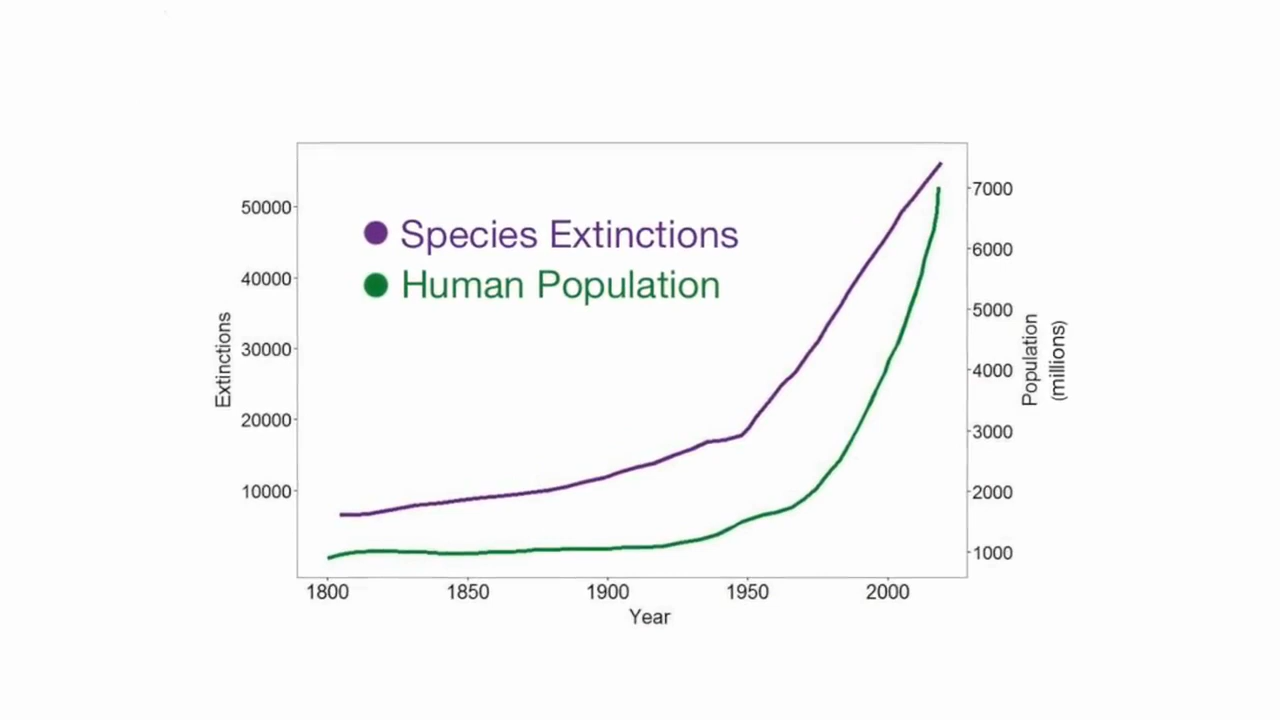 Species Extinctions
Human Population
50000
40000
30000
20000
10000
Extinctions
7000
6000
5000
4000
3000
2000
1000
Population
(millions)
1800 1850 1900 1950 2000
Year